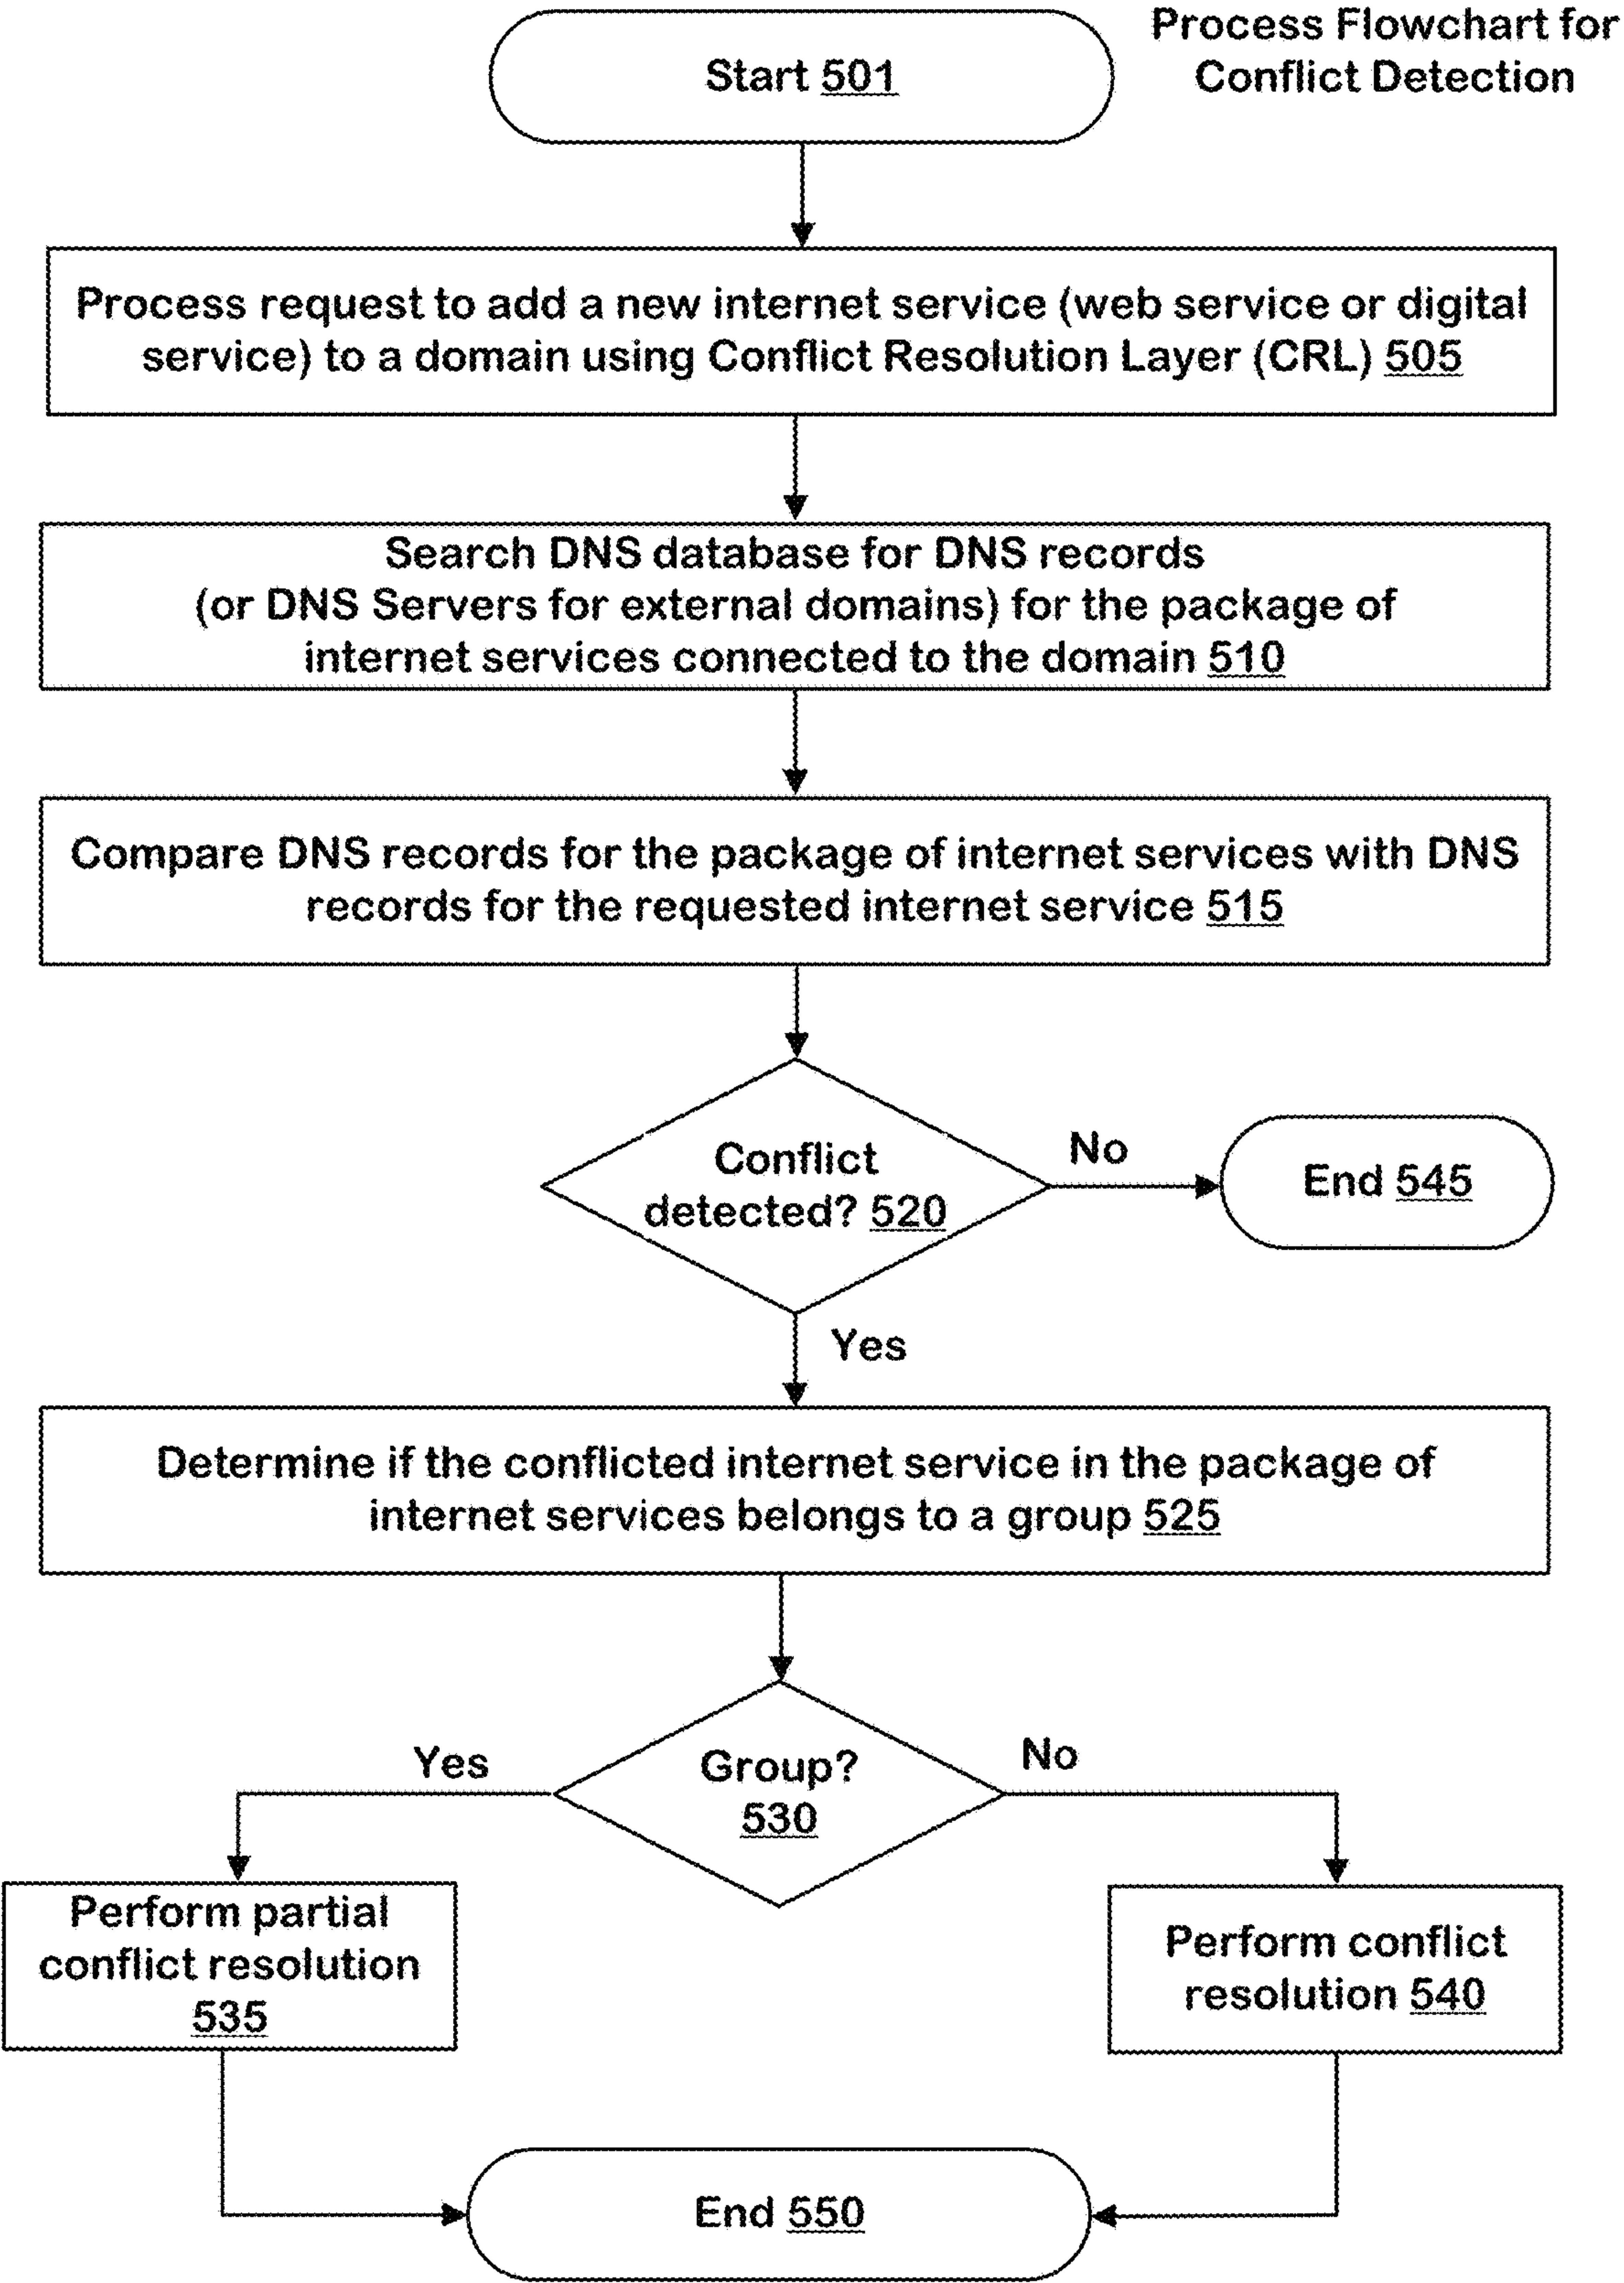 Process Flowchart for
Conflict Detection
Start 501
Process request to add a new internet service (web service or digital
service) to a domain using Conflict Resolution Layer (CRL) 505
Search DNS database for DNS records
(or DNS Servers for external domains) for the package of
internet services connected to the domain 510
Compare DNS records for the package of internet services with DNS
records for the requested internet service 515
Conflict
detected? 520
No
End 545
Yes
Determine if the conflicted internet service in the package of
internet services belongs to a group 525
Group?
530
Yes
No
Perform partial
conflict resolution
535
Perform conflict
resolution 540
End 550